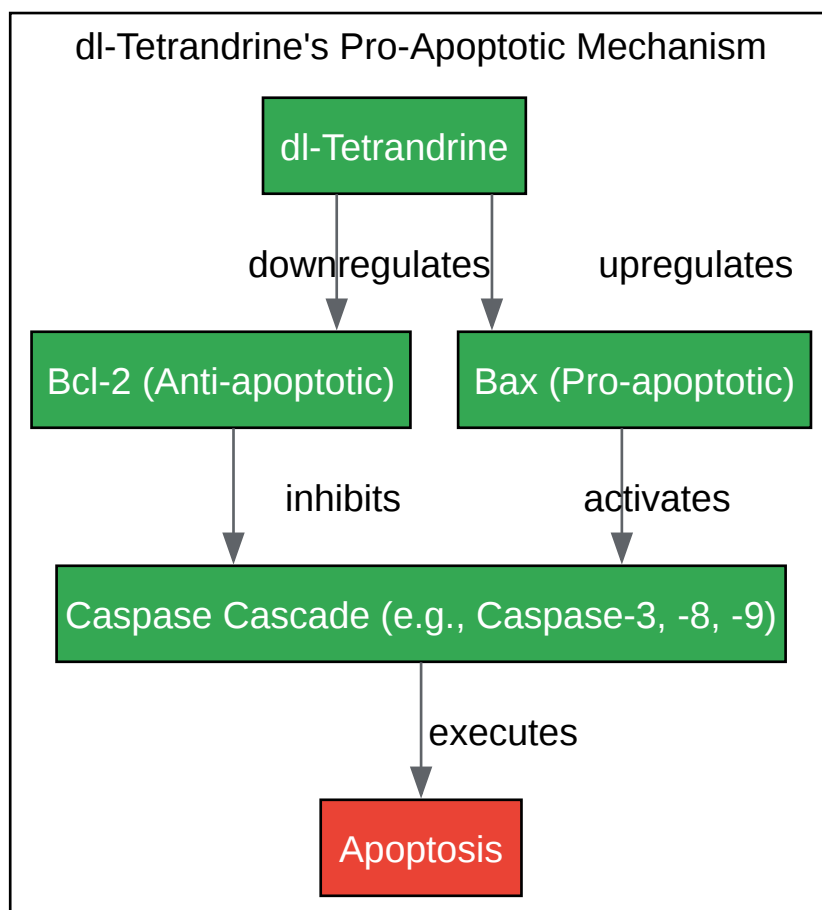 dl-Tetrandrine's Pro-Apoptotic Mechanism
dl-Tetrandrine
downregulates
upregulates
Bcl-2 (Anti-apoptotic)
Bax (Pro-apoptotic)
inhibits
activates
Caspase Cascade (e.g., Caspase-3, -8, -9)
executes
Apoptosis